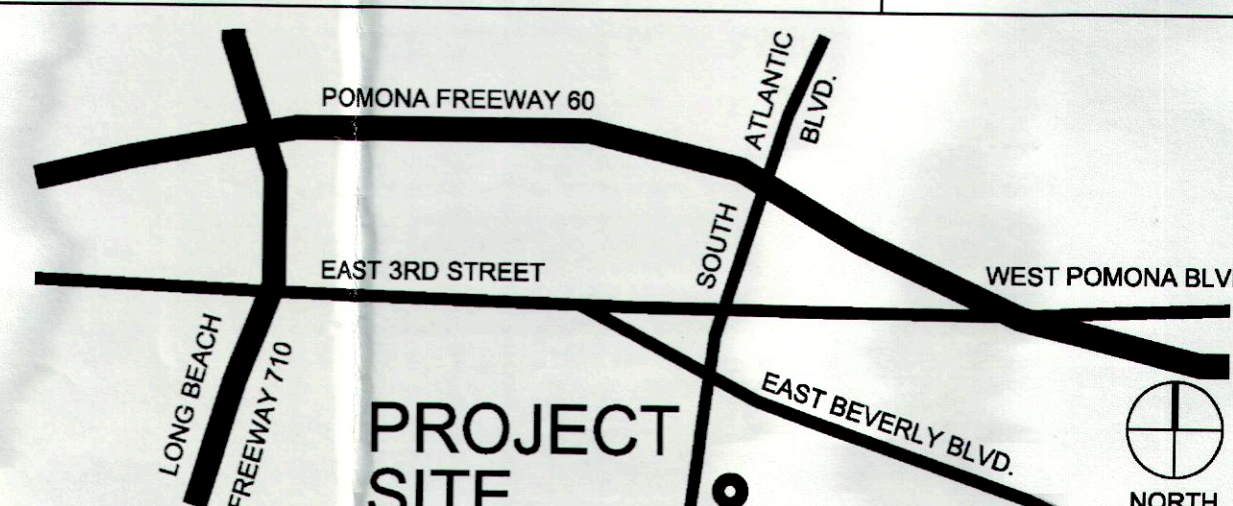 ATLANTIC
BLVD.
POMONA FREEWAY 60
SOUTH
EAST 3RD STREET
WEST POMONA BLV
LONG BEACH
FREEWAY 710
EAST BEVERLY BLVD.
PROJECT
SITE
NORTH